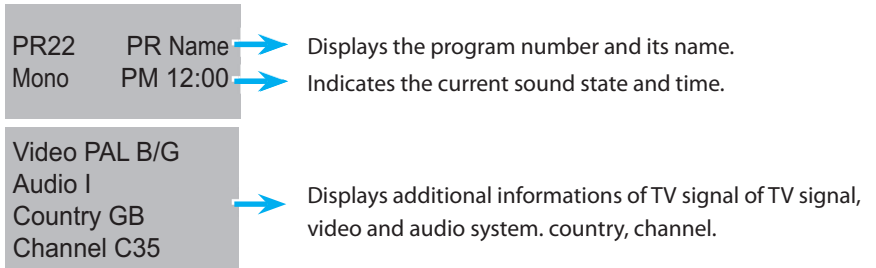 PR22 PR Name
Displays the program number and its name.
Mono PM 12:00
Indicates the current sound state and time.
Video PAL B/G
Audio I
Country GB
Channel C35
Displays additional informations of TV signal of TV signal,
video and audio system. country, channel.